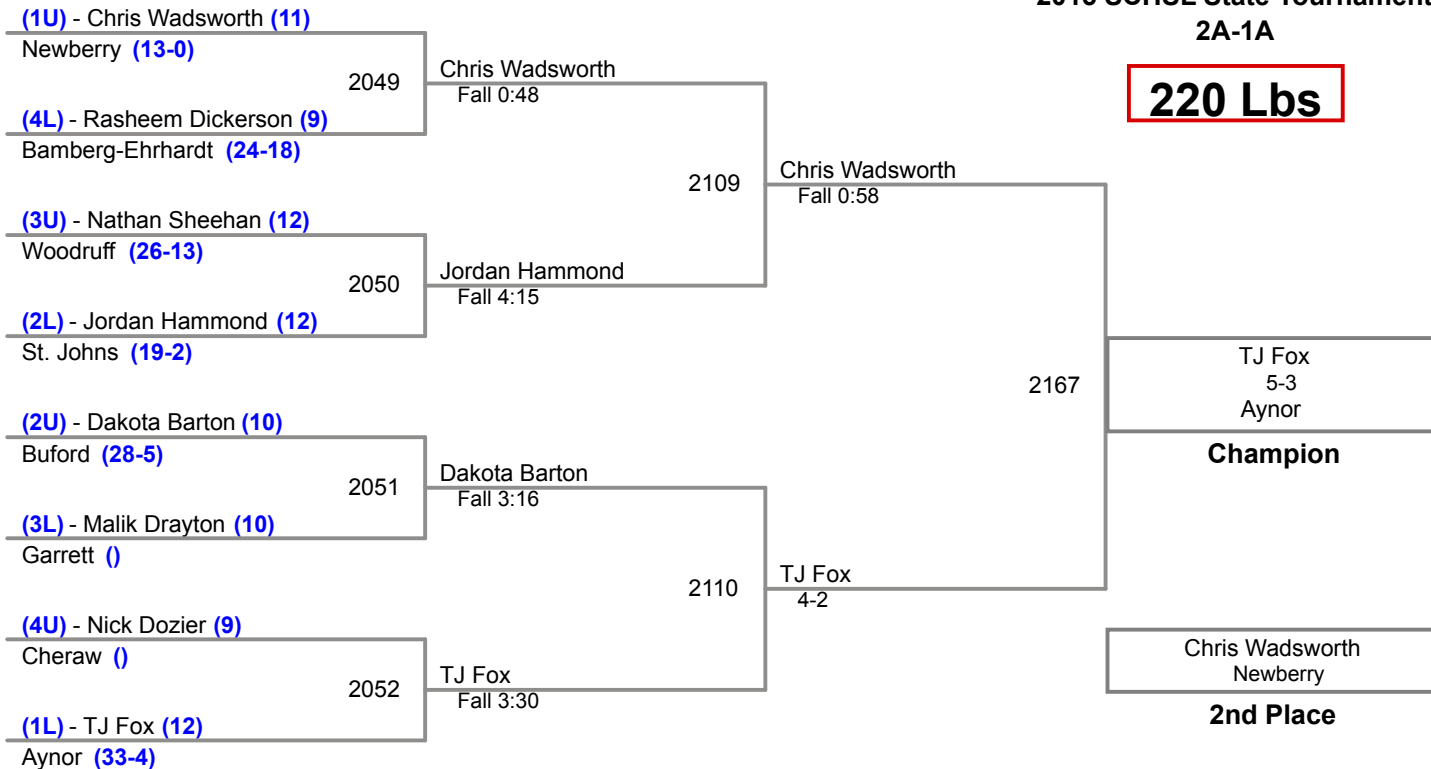 2016 SCHSL State Tournament
2A-1A
220 Lbs
(1U) - Chris Wadsworth (11)
Newberry (13-0)
2049
(4L) - Rasheem Dickerson (9)
Bamberg-Ehrhardt (24-18)
Chris Wadsworth
Fall 0:48
(3U) - Nathan Sheehan (12)
Woodruff (26-13)
2050
(2L) - Jordan Hammond (12)
St. Johns (19-2)
Jordan Hammond
Fall 4:15
2109
Chris Wadsworth
Fall 0:58
(2U) - Dakota Barton (10)
Buford (28-5)
2051
(3L) - Malik Drayton (10)
Garrett ()
Dakota Barton
Fall 3:16
(4U) - Nick Dozier (9)
Cheraw ()
2052
(1L) - TJ Fox (12)
Aynor (33-4)
TJ Fox
Fall 3:30
2110
TJ Fox
4-2
2167
TJ Fox
5-3
Aynor
Champion
Chris Wadsworth
Newberry
2nd Place